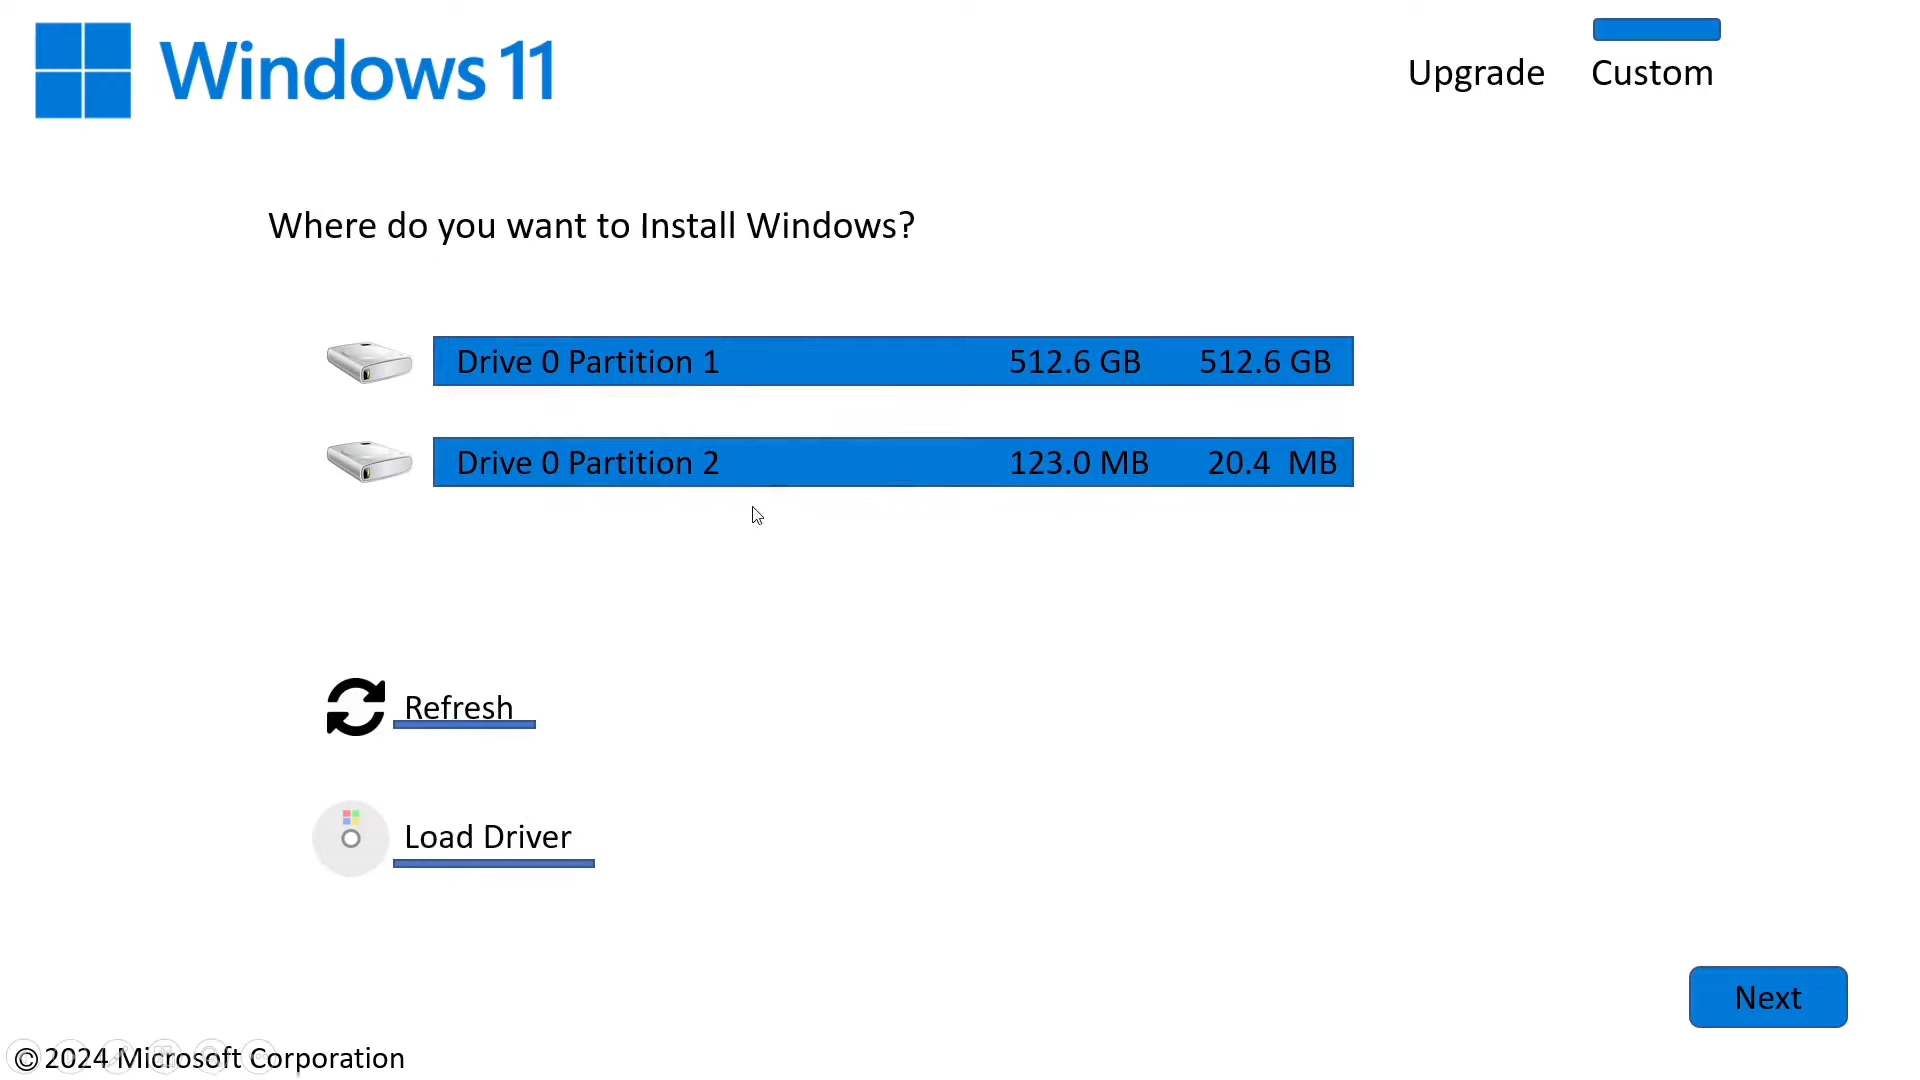 Windows 11
Upgrade Custom
Where do you want to Install Windows?
Drive 0 Partition 1 512.6 GB 512.6 GB
Drive 0 Partition 2 123.0 MB 20.4 MB
Refresh
Load Driver
Next
© 2024 Microsoft Corporation